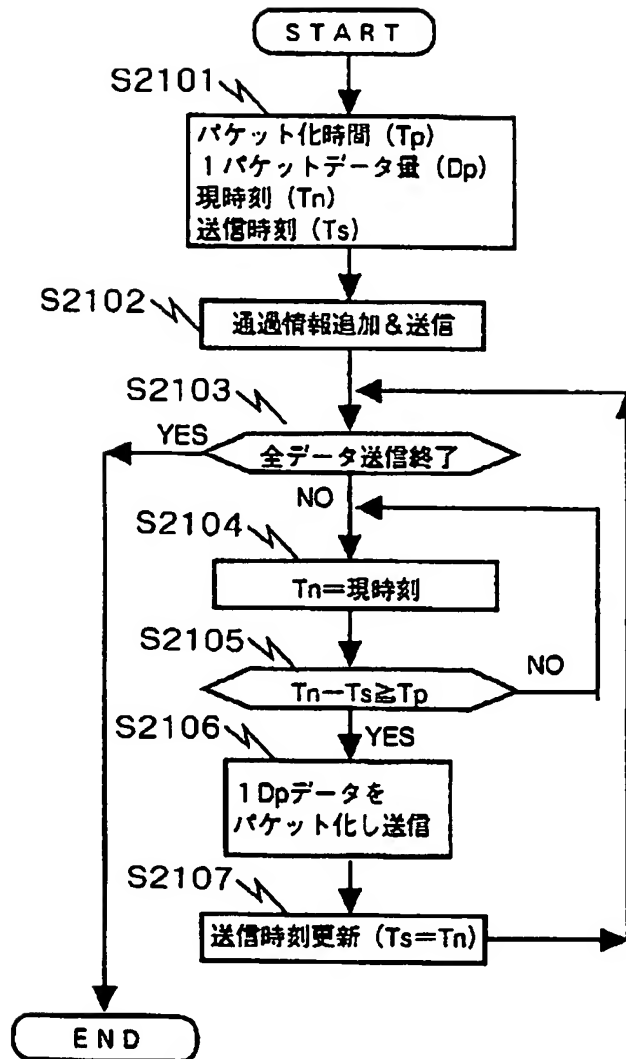 START
S2101
パケット化時間(Tp)
1パケットデータ量(Dp)
現時刻(Tn)
送信時刻(Ts)
S2102
通過情報追加&送信
S2103
YES
全データ送信終了
NO
S2104
Tn=現時刻
S2105
NO
Tn-Ts≧Tp
S2106
YES
1Dpデータを
パケット化し送信
S2107
送信時刻更新(Ts=Tn)
END